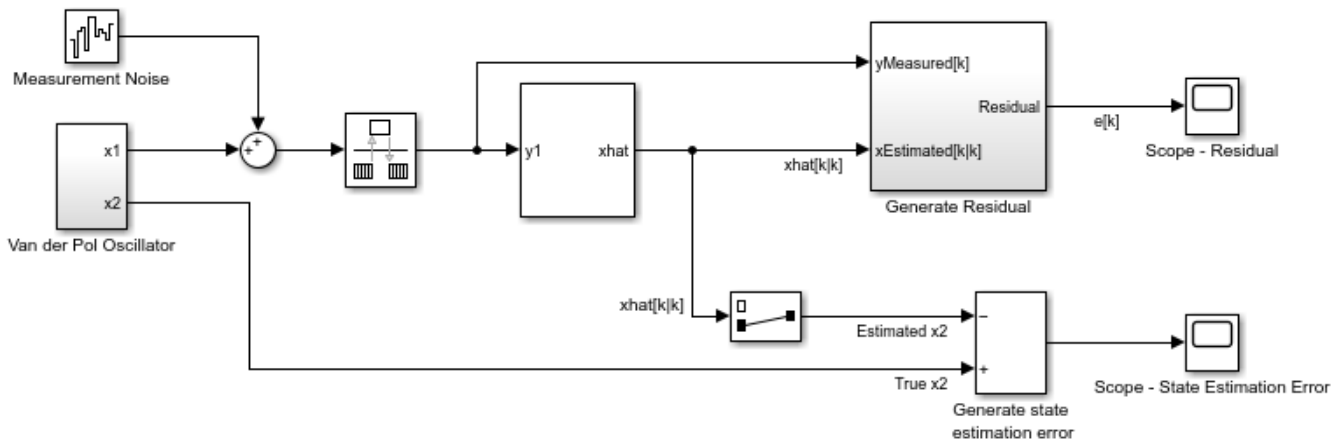 Measurement Noise
x1
x2
Van der Pol Oscillator
+
+
y1
xhat
xhat[k|k]
yMeasured[k]
xEstimated[k|k]
Residual
Generate Residual
e[k]
Scope - Residual
xhat[k|k]
Estimated x2
True x2
−
+
Generate state
estimation error
Scope - State Estimation Error